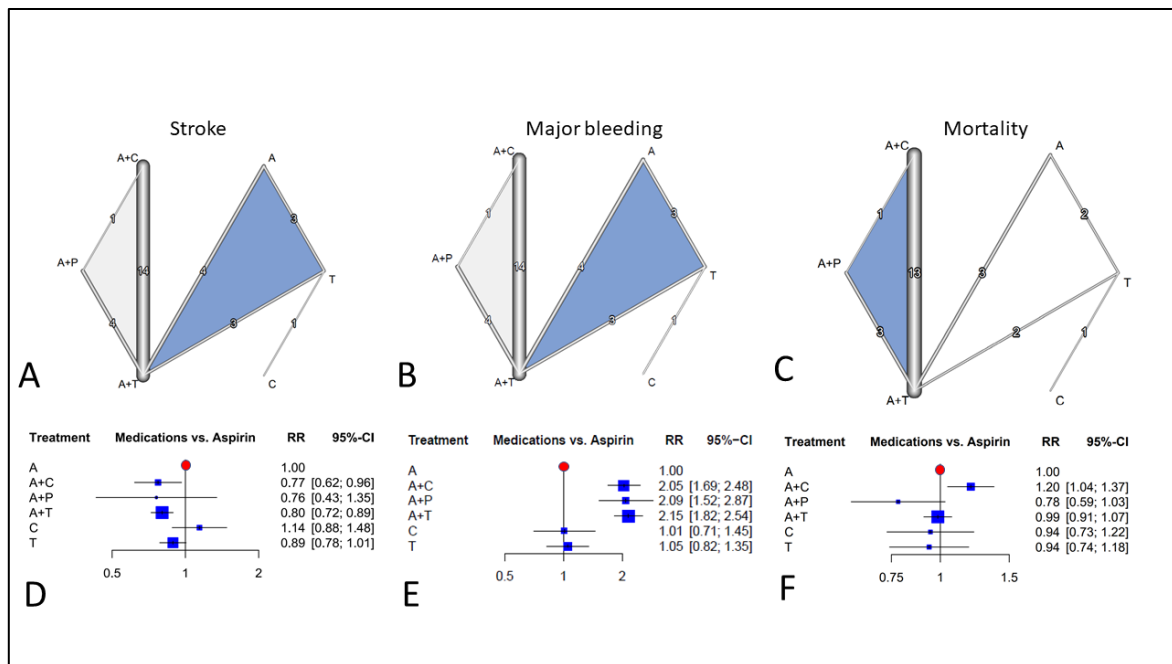 Stroke
A+C
A
1
3
14
4
A+P
T
4
3
1
A+T
C
A
Major bleeding
A+C
A
1
3
14
4
A+P
T
4
3
1
A+T
C
B
Mortality
A+C
A
1
2
13
3
A+P
T
3
2
1
A+T
C
C
Treatment Medications vs. Aspirin RR 95%-CI
A 1.00
A+C 0.77 [0.62; 0.96]
A+P 0.76 [0.43; 1.35]
A+T 0.80 [0.72; 0.89]
C 1.14 [0.88; 1.48]
T 0.89 [0.78; 1.01]
0.5 1 2
D
Treatment Medications vs. Aspirin RR 95%−CI
A 1.00
A+C 2.05 [1.69; 2.48]
A+P 2.09 [1.52; 2.87]
A+T 2.15 [1.82; 2.54]
C 1.01 [0.71; 1.45]
T 1.05 [0.82; 1.35]
0.5 1 2
E
Treatment Medications vs. Aspirin RR 95%-CI
A 1.00
A+C 1.20 [1.04; 1.37]
A+P 0.78 [0.59; 1.03]
A+T 0.99 [0.91; 1.07]
C 0.94 [0.73; 1.22]
T 0.94 [0.74; 1.18]
0.75 1 1.5
F